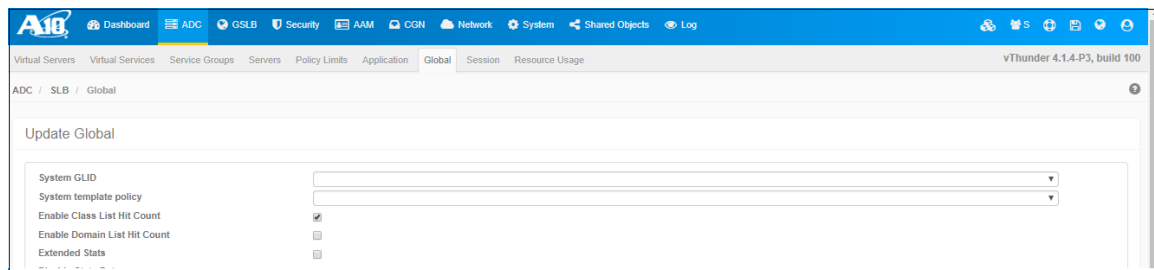 A10 Dashboard ADC GSLB Security AAM CGN Network System Shared Objects Log S
Virtual Servers Virtual Services Service Groups Servers Policy Limits Application Global Session Resource Usage vThunder 4.1.4-P3, build 100
ADC / SLB / Global
Update Global
System GLID
System template policy
Enable Class List Hit Count
Enable Domain List Hit Count
Extended Stats